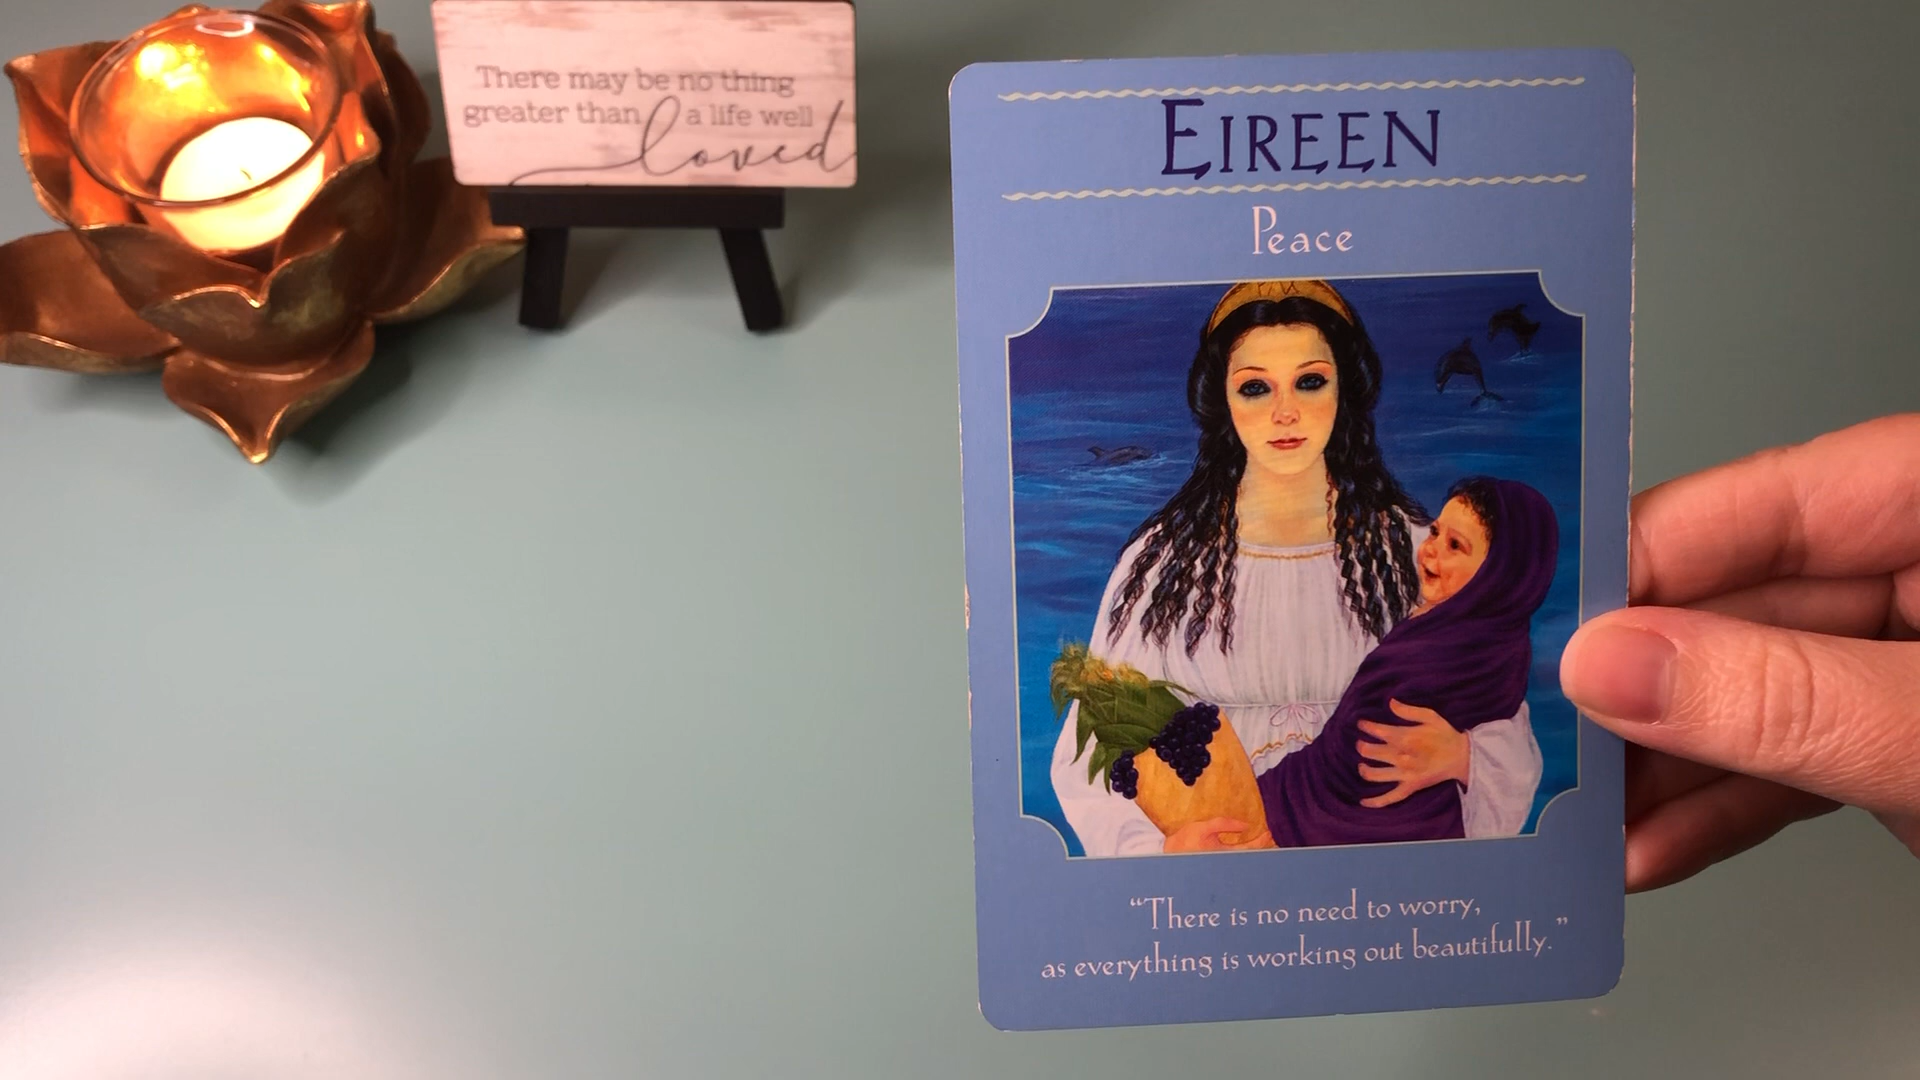 There may be no thing
greater than a life well
loved
EIREEN
Peace
"There is no need to worry,
as everything is working out beautifully."